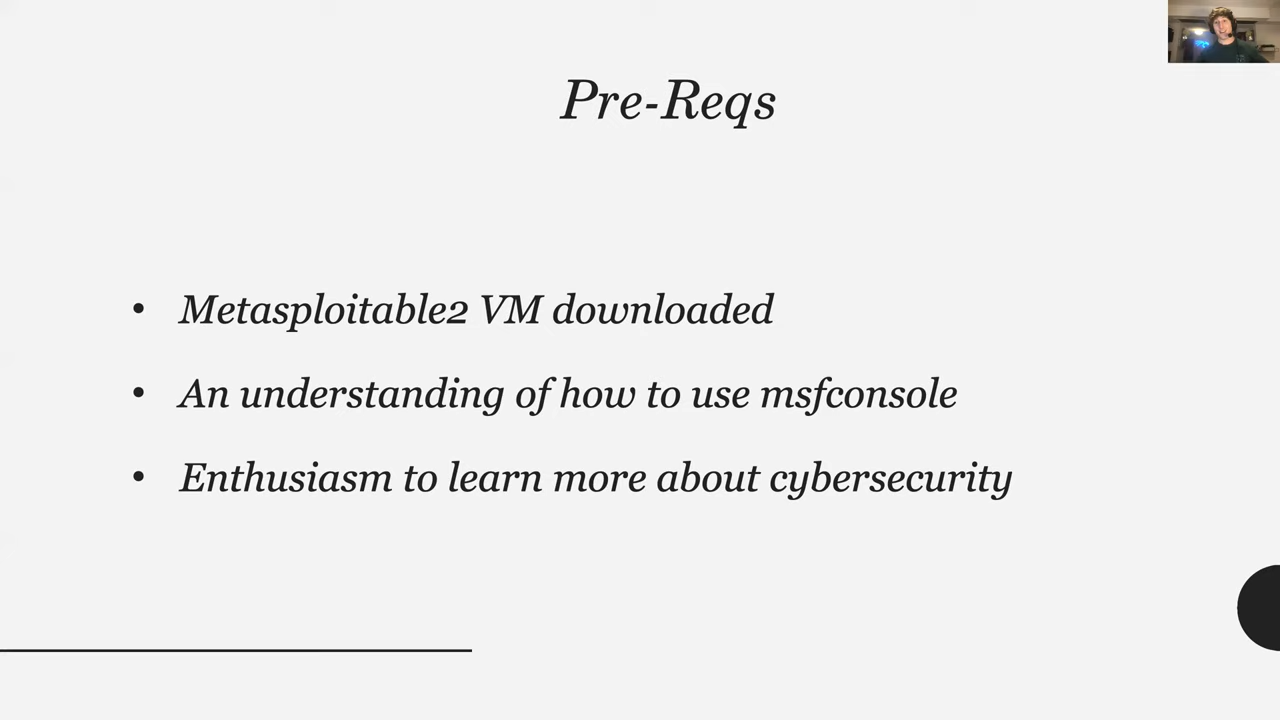 Pre-Reqs
• Metasploitable2 VM downloaded
• An understanding of how to use msfconsole
• Enthusiasm to learn more about cybersecurity